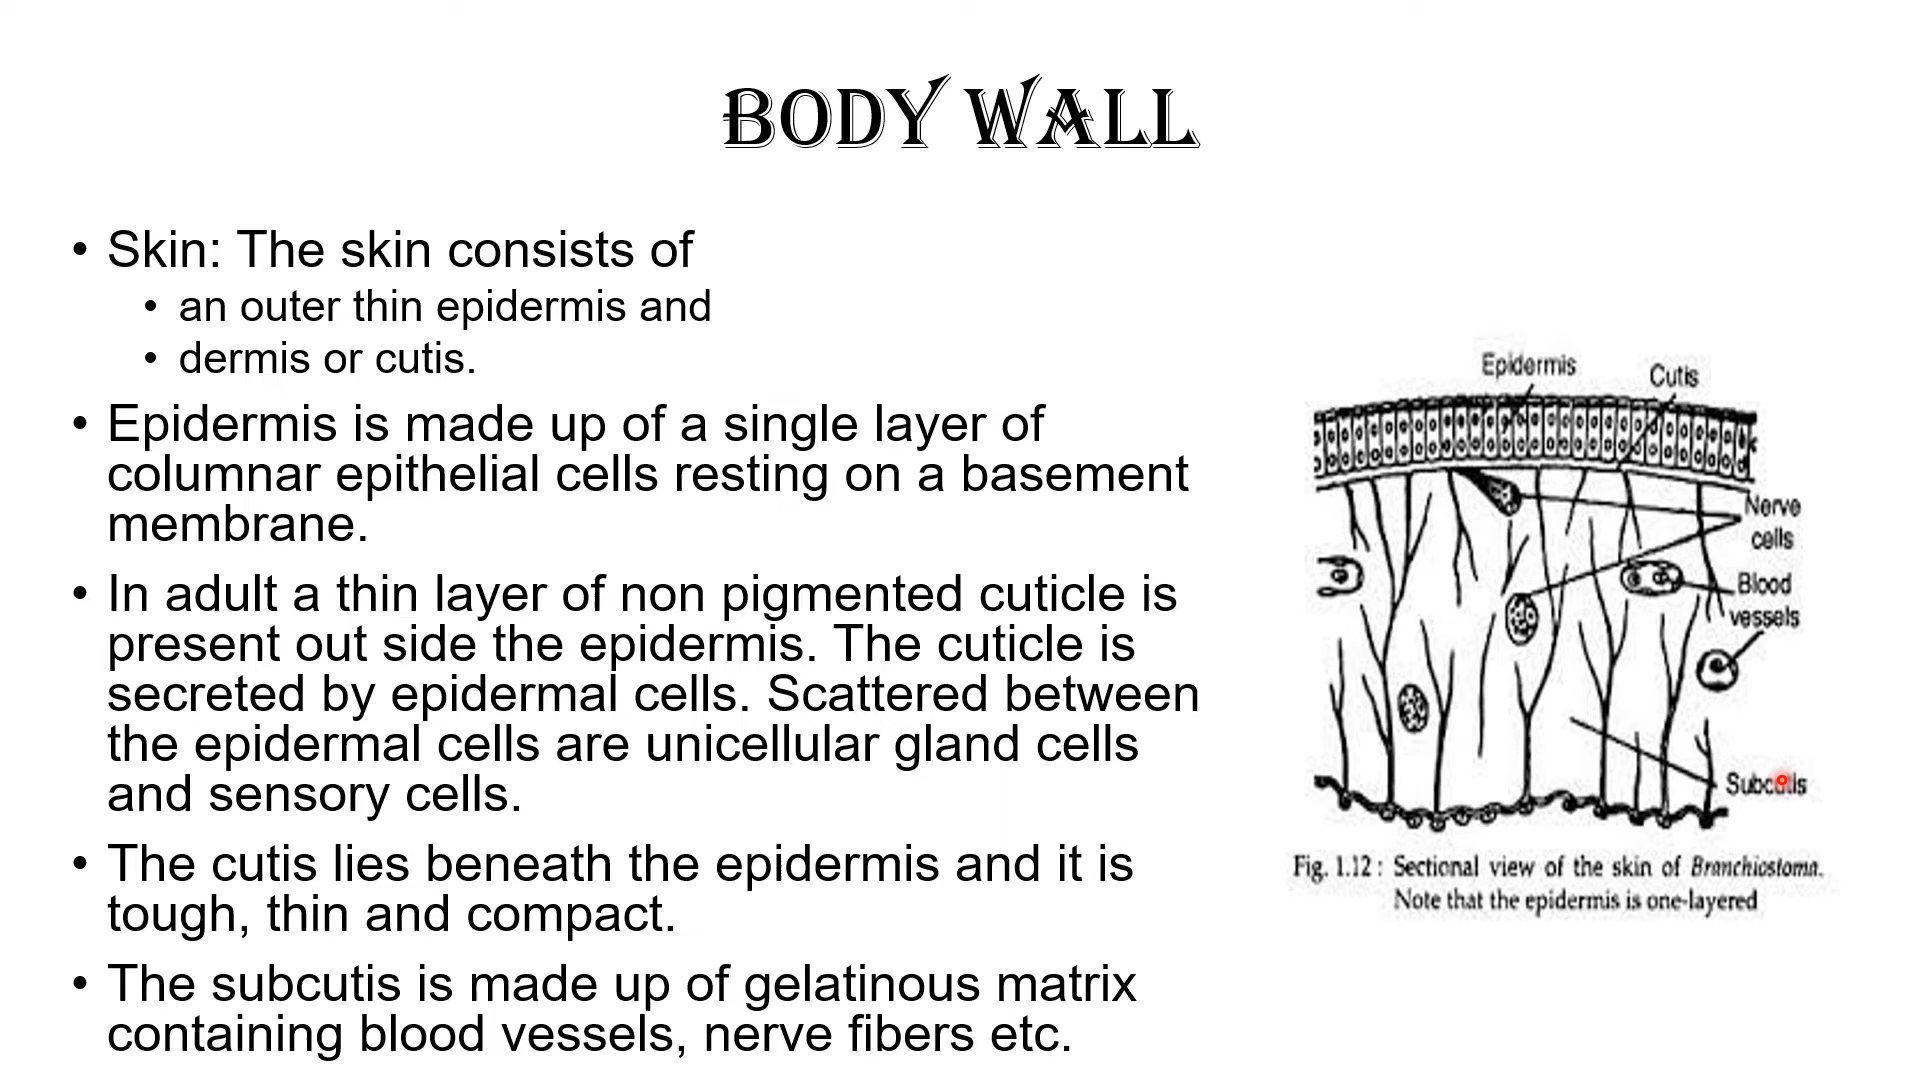 BODY WALL
• Skin: The skin consists of
• an outer thin epidermis and
• dermis or cutis.
• Epidermis is made up of a single layer of
columnar epithelial cells resting on a basement
membrane.
• In adult a thin layer of non pigmented cuticle is
present out side the epidermis. The cuticle is
secreted by epidermal cells. Scattered between
the epidermal cells are unicellular gland cells
and sensory cells.
• The cutis lies beneath the epidermis and it is
tough, thin and compact.
• The subcutis is made up of gelatinous matrix
containing blood vessels, nerve fibers etc.
Epidermis
Cutis
Nerve
cells
Blood
vessels
Subcutis
Fig. 1.12 : Sectional view of the skin of Branchiostoma.
Note that the epidermis is one-layered